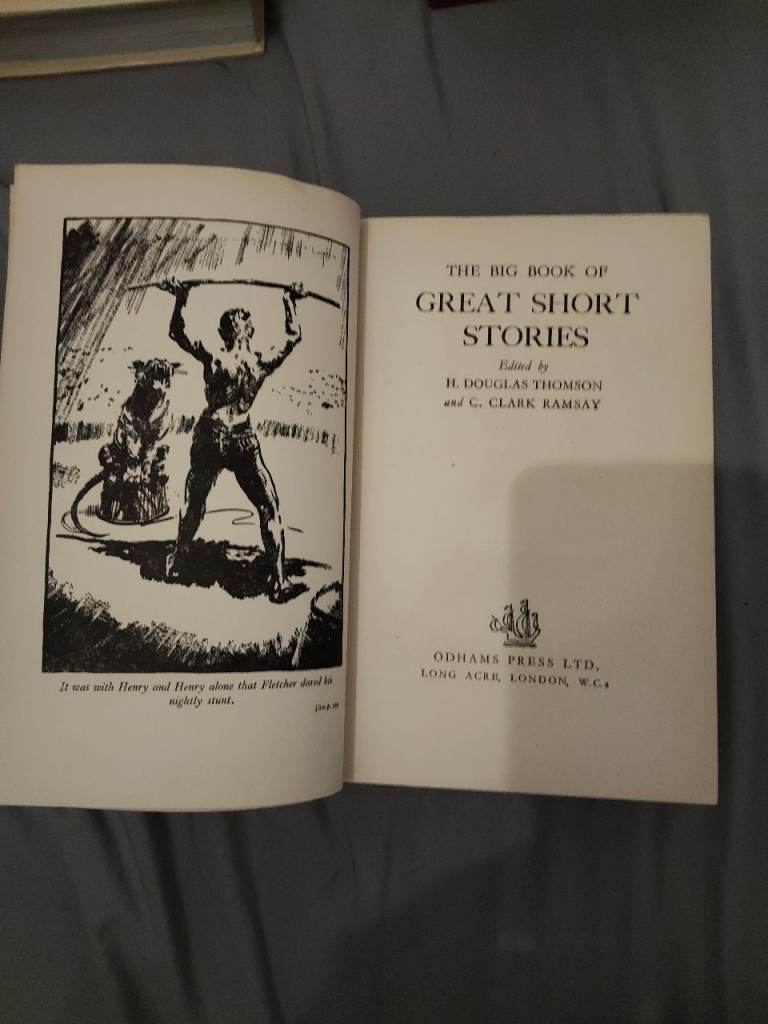 It was with Henry and Henry alone that Fletcher dared his
nightly stunt.
THE BIG BOOK OF
GREAT SHORT
STORIES
Edited by
H. DOUGLAS THOMSON
and C. CLARK RAMSAY
ODHAMS PRESS LTD.
LONG ACRE, LONDON, W.C.2